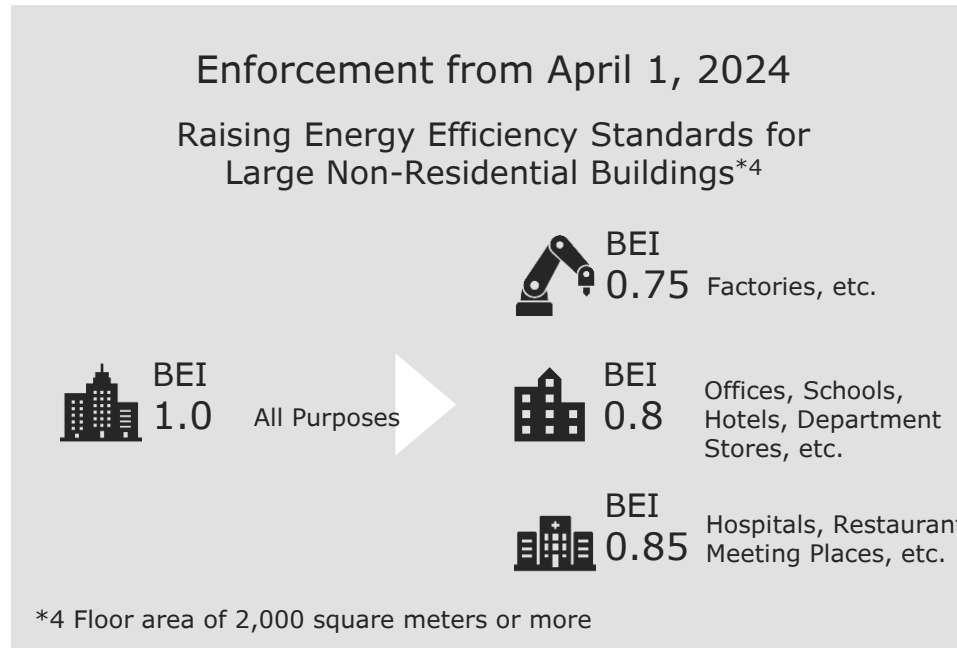 Enforcement from April 1, 2024
Raising Energy Efficiency Standards for
Large Non-Residential Buildings*4
BEI
1.0 All Purposes
BEI
0.75 Factories, etc.
BEI
0.8
Offices, Schools,
Hotels, Department
Stores, etc.
BEI
0.85
Hospitals, Restaurant
Meeting Places, etc.
*4 Floor area of 2,000 square meters or more